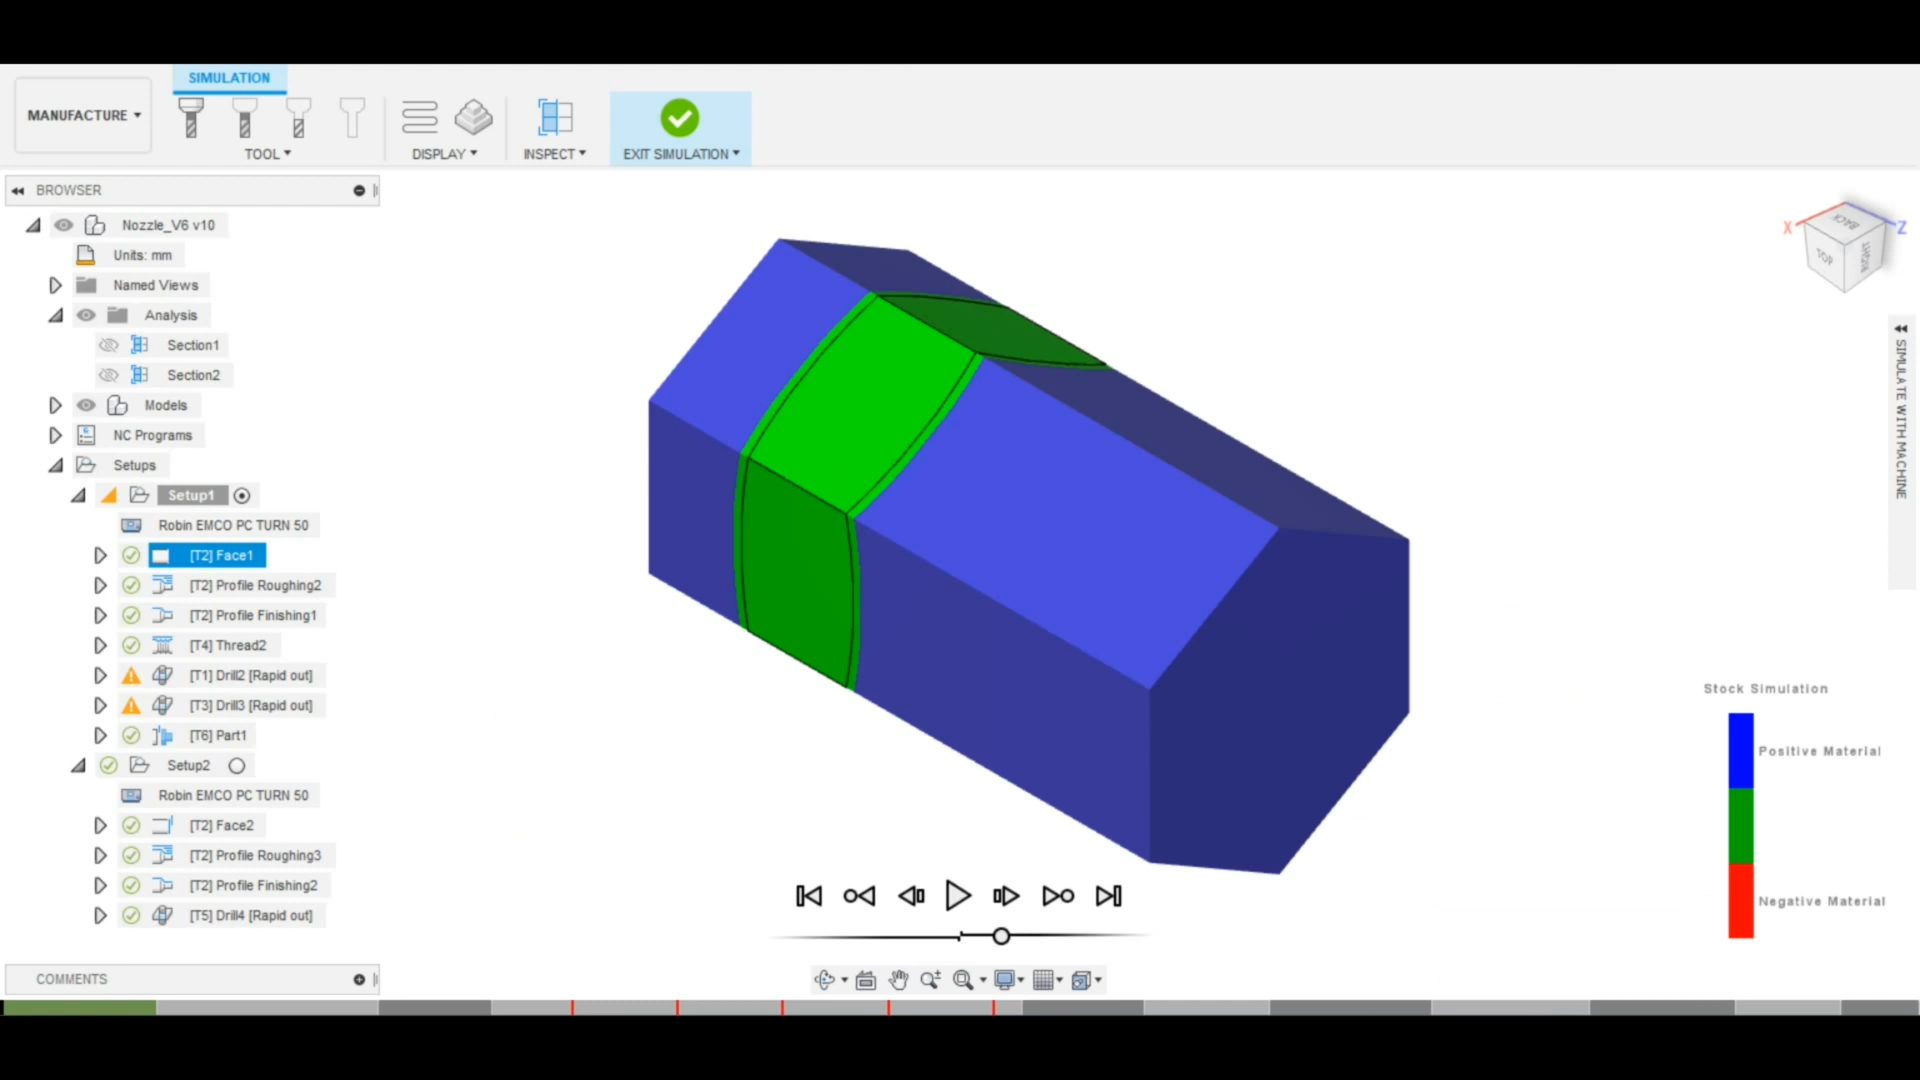 SIMULATION
MANUFACTURE
TOOL
DISPLAY
INSPECT
EXIT SIMULATION
BROWSER
Nozzle_V6 v10
Units: mm
Named Views
Analysis
Section1
Section2
Models
NC Programs
Setups
Setup1
Robin EMCO PC TURN 50
[T2] Face1
[T2] Profile Roughing2
[T2] Profile Finishing1
[T4] Thread2
[T1] Drill2 [Rapid out]
[T3] Drill3 [Rapid out]
[T6] Part1
Setup2
Robin EMCO PC TURN 50
[T2] Face2
[T2] Profile Roughing3
[T2] Profile Finishing2
[T5] Drill4 [Rapid out]
COMMENTS
X
Z
BACK
TOP
RIGHT
SIMULATE WITH MACHINE
Stock Simulation
Positive Material
Negative Material